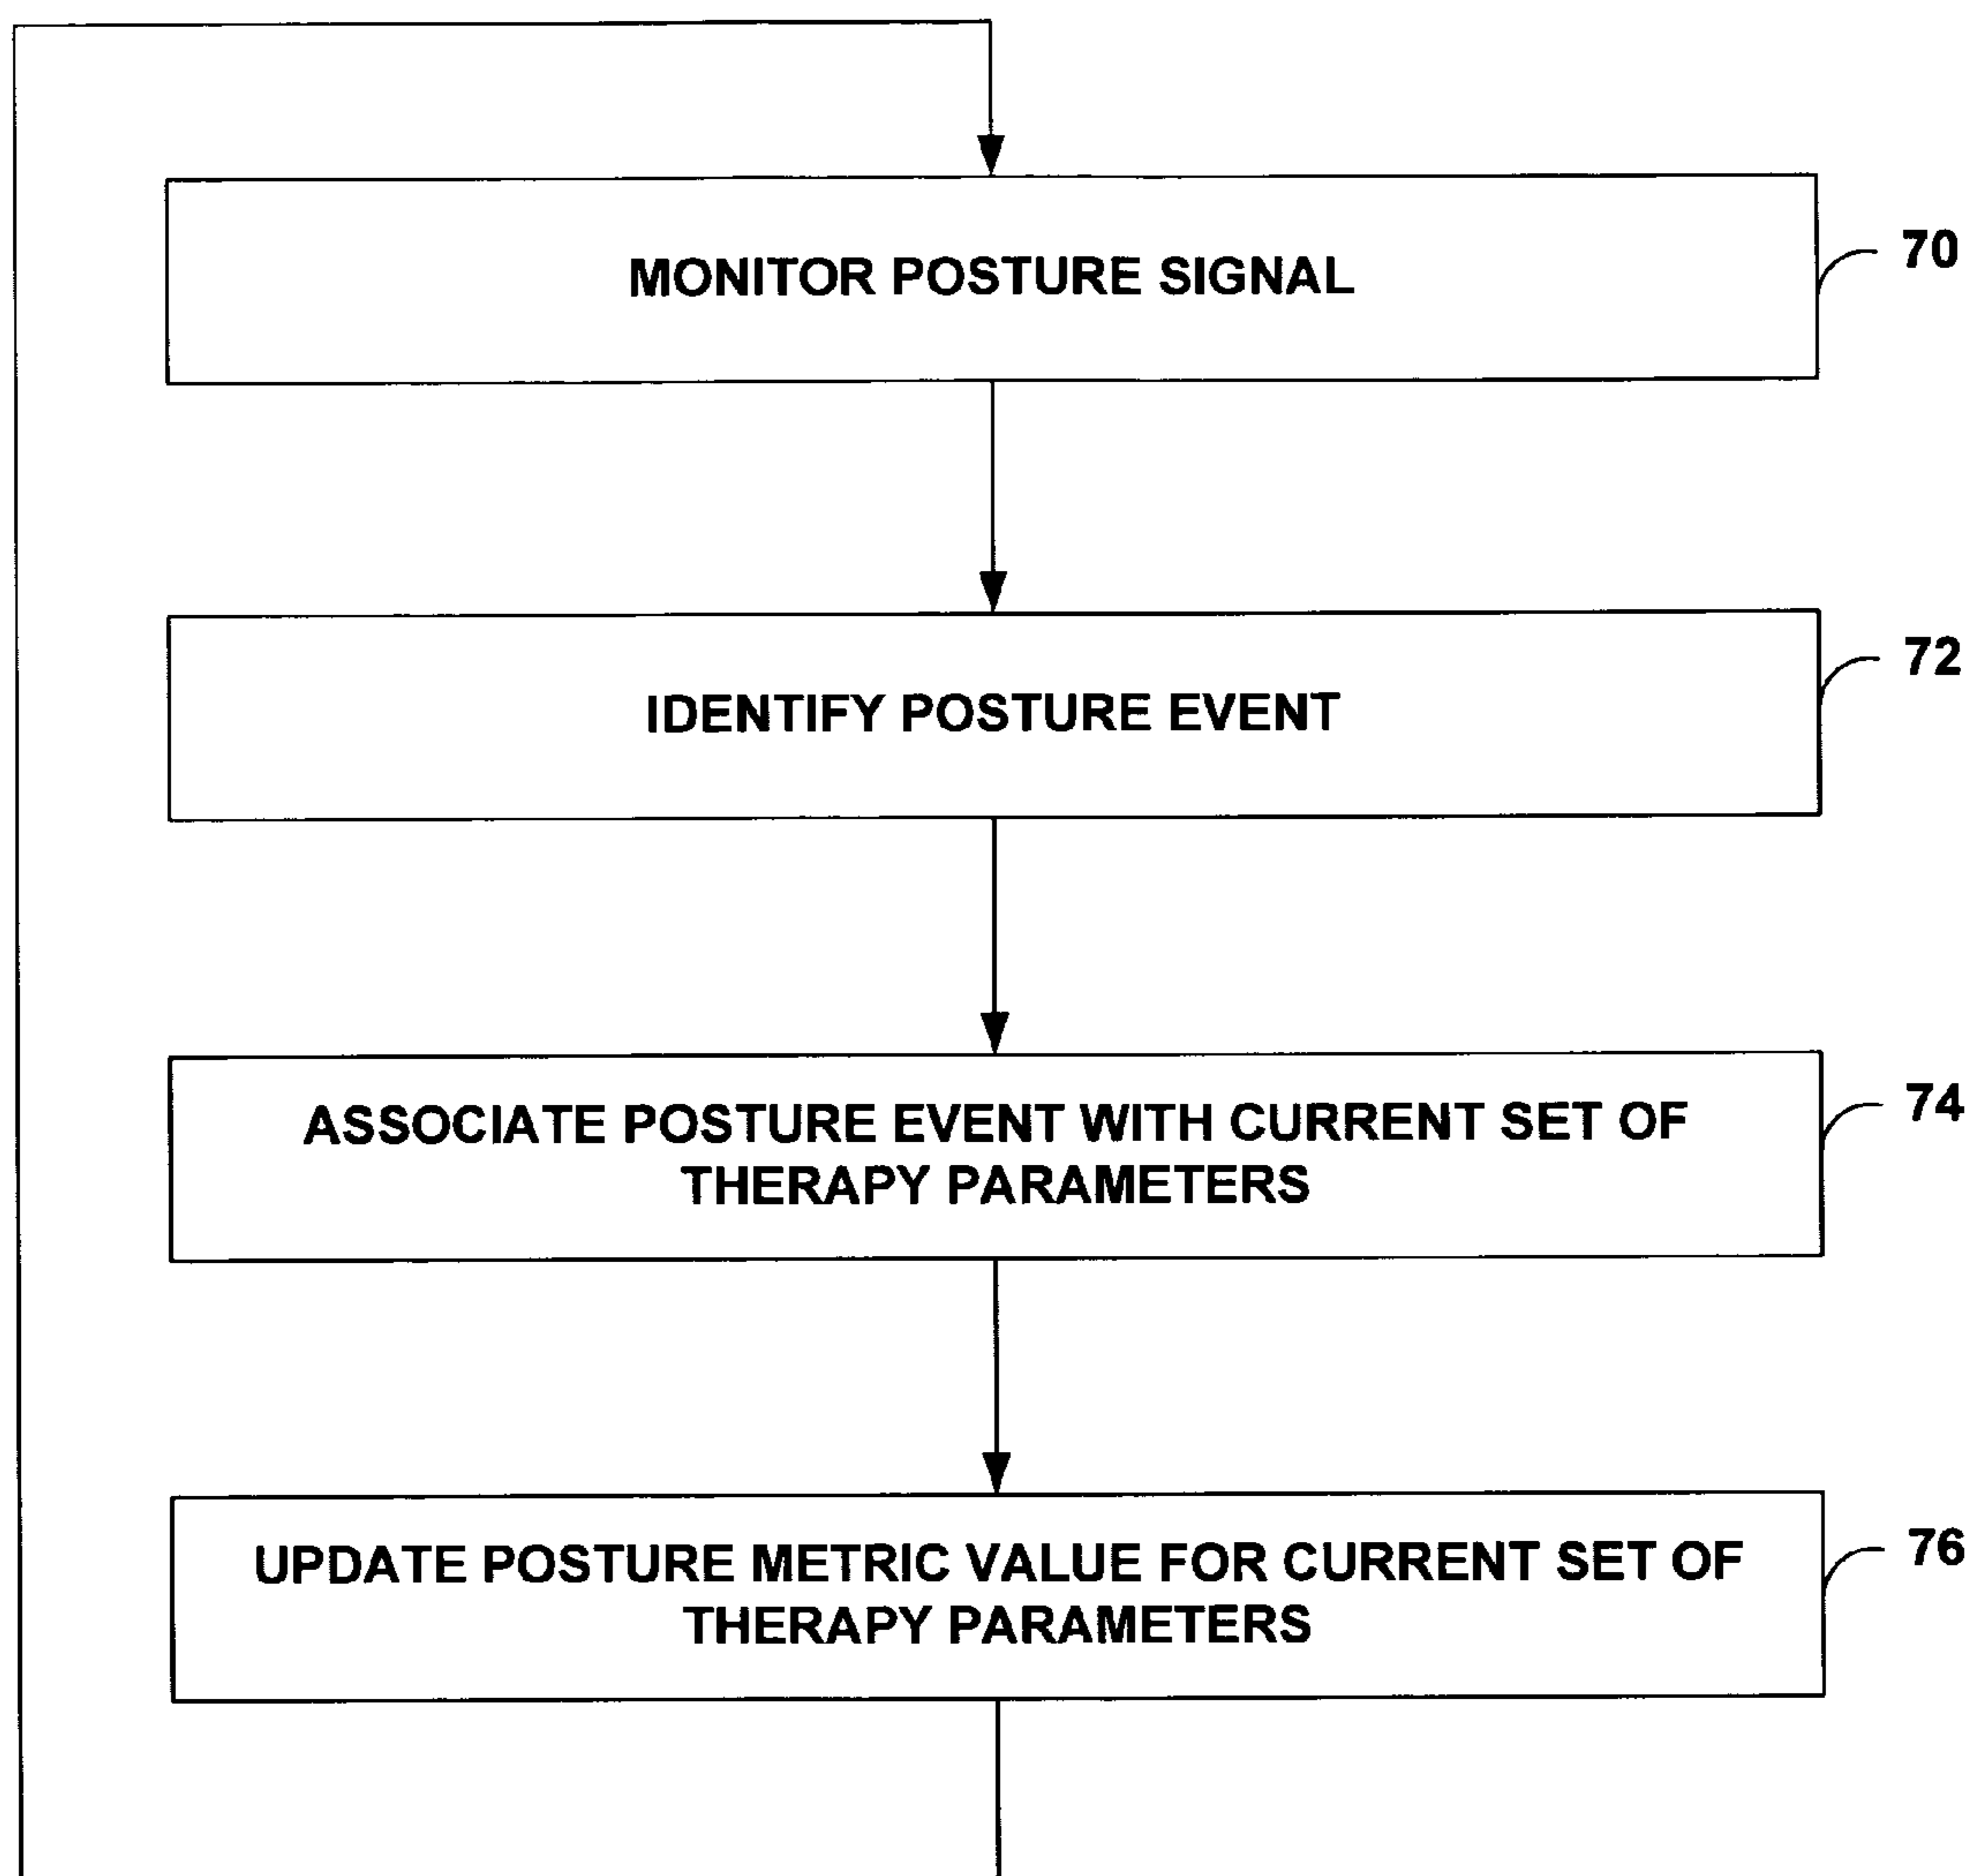 MONITOR POSTURE SIGNAL
70
IDENTIFY POSTURE EVENT
72
ASSOCIATE POSTURE EVENT WITH CURRENT SET OF
THERAPY PARAMETERS
74
UPDATE POSTURE METRIC VALUE FOR CURRENT SET OF
THERAPY PARAMETERS
76